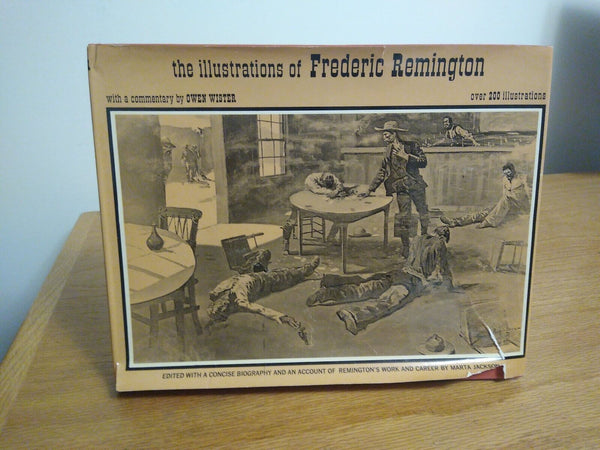 the illustrations of Frederic Remington
with a commentary by OWEN WISTER
over 200 illustrations
EDITED WITH A CONCISE BIOGRAPHY AND AN ACCOUNT OF REMINGTON'S WORK AND CAREER BY MARTA JACKSON